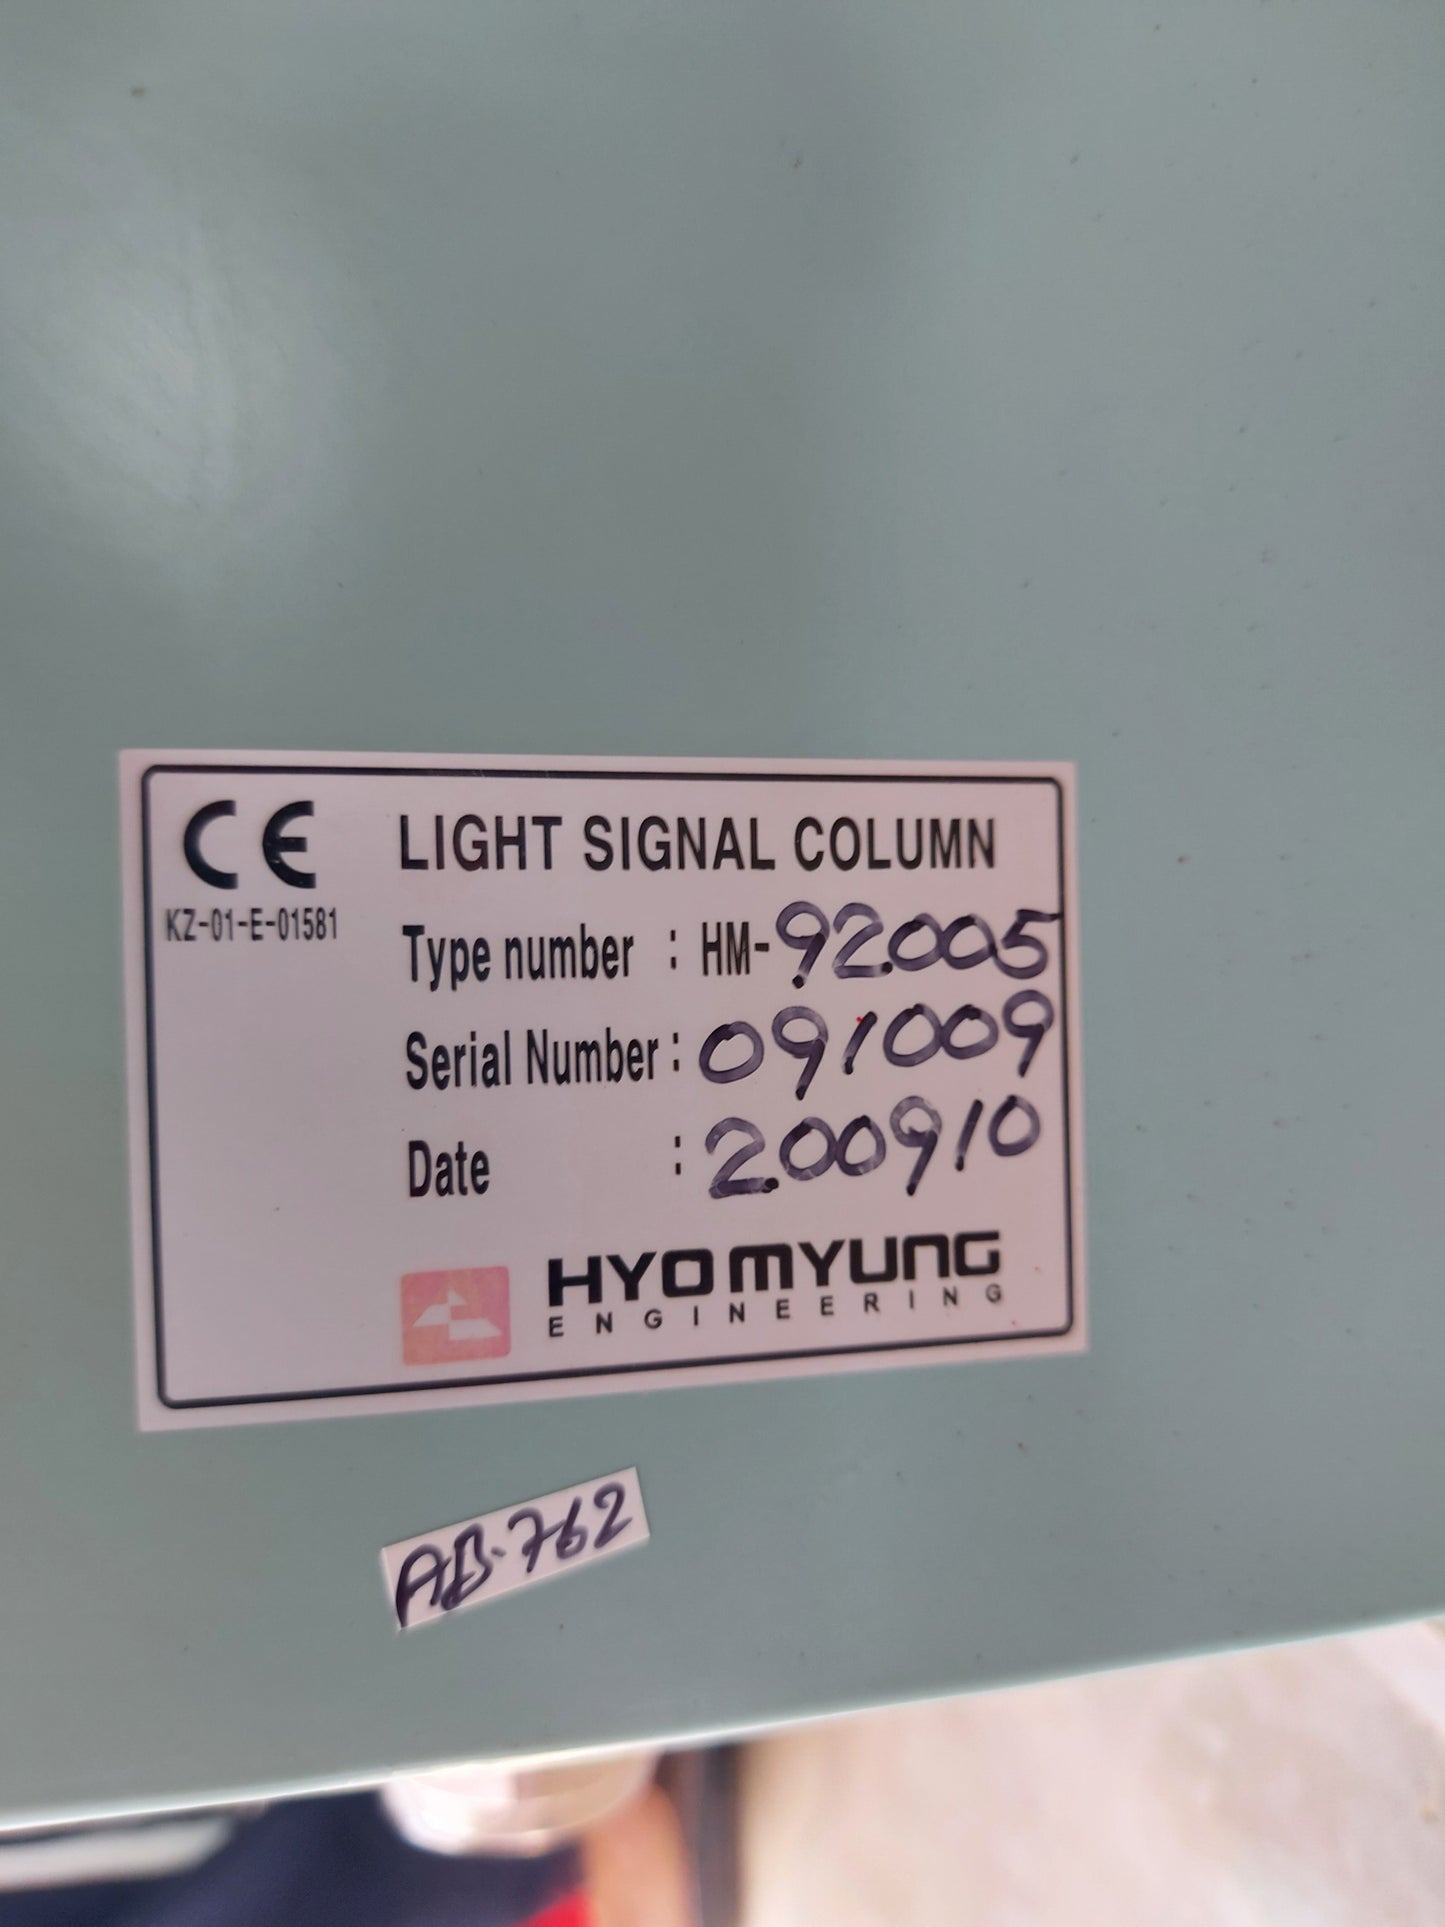 CE LIGHT SIGNAL COLUMN
KZ-01-E-01581
Type number : HM-92005
Serial Number : 091009
Date : 200910
HYOMYUNG
ENGINEERING
AB.762